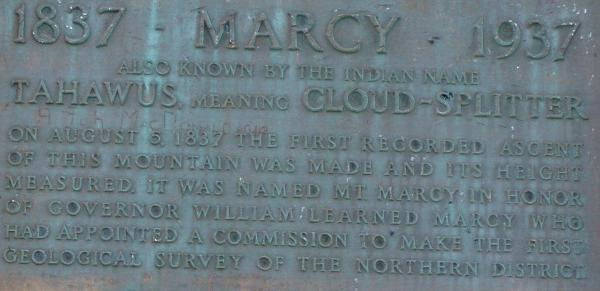 1837 · MARCY · 1937
ALSO KNOWN BY THE INDIAN NAME
TAHAWUS, MEANING CLOUD-SPLITTER
ON AUGUST 5, 1837 THE FIRST RECORDED ASCENT
OF THIS MOUNTAIN WAS MADE AND ITS HEIGHT
MEASURED. IT WAS NAMED MT MARCY IN HONOR
OF GOVERNOR WILLIAM LEARNED MARCY WHO
HAD APPOINTED A COMMISSION TO MAKE THE FIRST
GEOLOGICAL SURVEY OF THE NORTHERN DISTRICT.